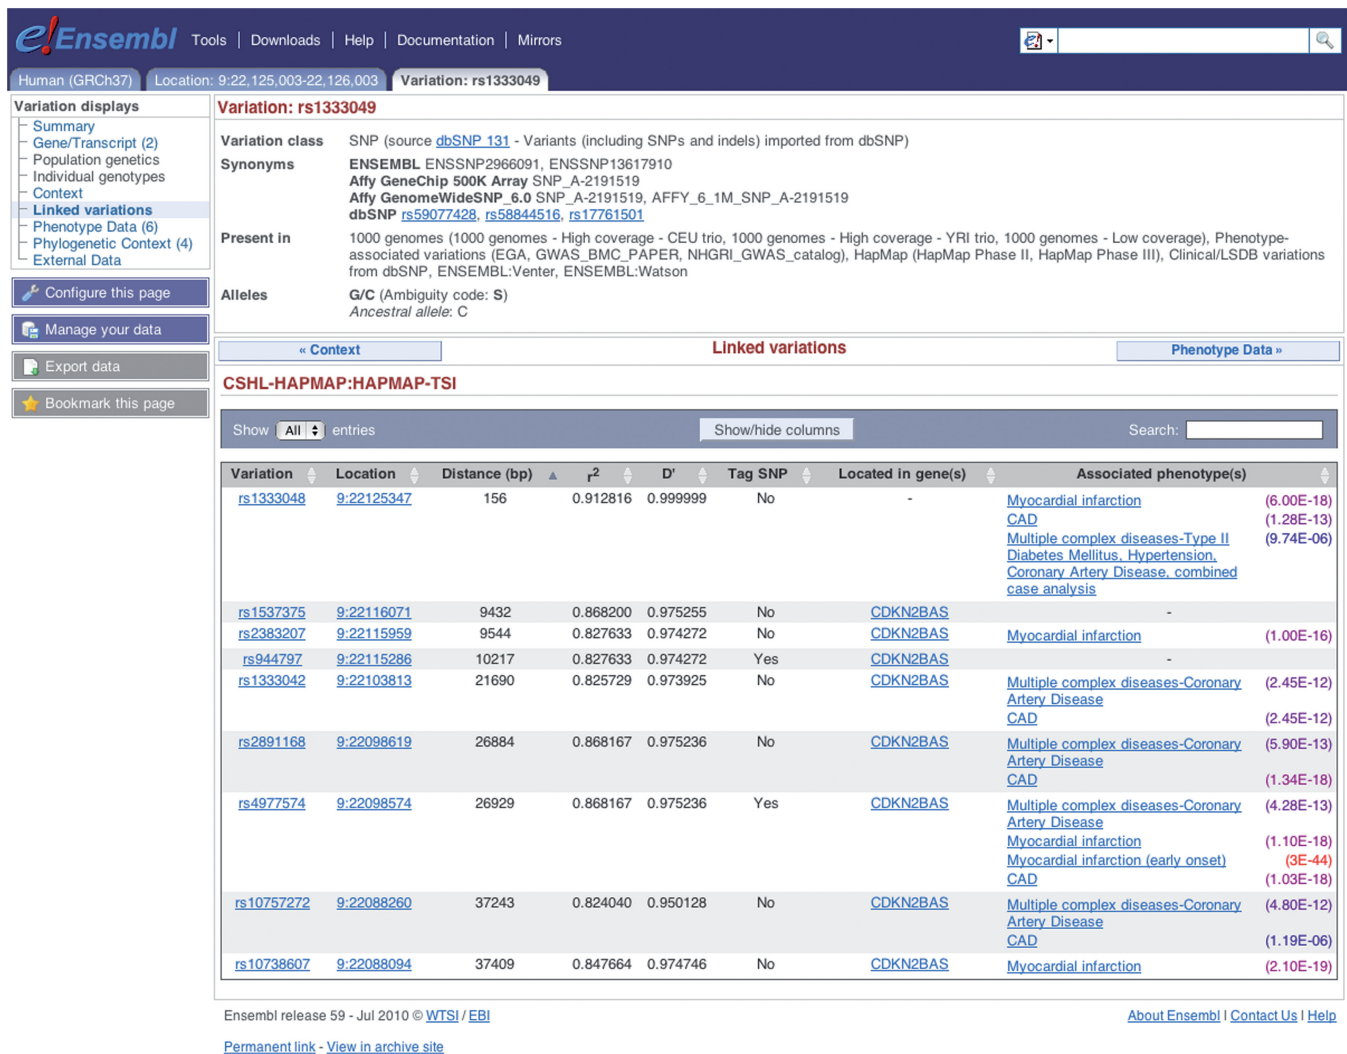 e!Ensembl Tools | Downloads | Help | Documentation | Mirrors
Human (GRCh37) Location: 9:22,125,003-22,126,003 Variation: rs1333049
Variation displays
Summary
Gene/Transcript (2)
Population genetics
Individual genotypes
Context
Linked variations
Phenotype Data (6)
Phylogenetic Context (4)
External Data
Configure this page
Manage your data
Export data
Bookmark this page
Variation: rs1333049
Variation class SNP (source dbSNP 131 - Variants (including SNPs and indels) imported from dbSNP)
Synonyms ENSEMBL ENSSNP2966091, ENSSNP13617910
Affy GeneChip 500K Array SNP_A-2191519
Affy GenomeWideSNP_6.0 SNP_A-2191519, AFFY_6_1M_SNP_A-2191519
dbSNP rs59077428, rs58844516, rs17761501
Present in 1000 genomes (1000 genomes - High coverage - CEU trio, 1000 genomes - High coverage - YRI trio, 1000 genomes - Low coverage), Phenotype-
associated variations (EGA, GWAS_BMC_PAPER, NHGRI_GWAS_catalog), HapMap (HapMap Phase II, HapMap Phase III), Clinical/LSDB variations
from dbSNP, ENSEMBL:Venter, ENSEMBL:Watson
Alleles G/C (Ambiguity code: S)
Ancestral allele: C
« Context Linked variations Phenotype Data »
CSHL-HAPMAP:HAPMAP-TSI
Show All entries Show/hide columns Search:
Variation Location Distance (bp) r² D' Tag SNP Located in gene(s) Associated phenotype(s)
rs1333048 9:22125347 156 0.912816 0.999999 No - Myocardial infarction (6.00E-18)
CAD (1.28E-13)
Multiple complex diseases-Type II (9.74E-06)
Diabetes Mellitus, Hypertension,
Coronary Artery Disease, combined
case analysis
rs1537375 9:22116071 9432 0.868200 0.975255 No CDKN2BAS -
rs2383207 9:22115959 9544 0.827633 0.974272 No CDKN2BAS Myocardial infarction (1.00E-16)
rs944797 9:22115286 10217 0.827633 0.974272 Yes CDKN2BAS -
rs1333042 9:22103813 21690 0.825729 0.973925 No CDKN2BAS Multiple complex diseases-Coronary (2.45E-12)
Artery Disease
CAD (2.45E-12)
rs2891168 9:22098619 26884 0.868167 0.975236 No CDKN2BAS Multiple complex diseases-Coronary (5.90E-13)
Artery Disease
CAD (1.34E-18)
rs4977574 9:22098574 26929 0.868167 0.975236 Yes CDKN2BAS Multiple complex diseases-Coronary (4.28E-13)
Artery Disease
Myocardial infarction (1.10E-18)
Myocardial infarction (early onset) (3E-44)
CAD (1.03E-18)
rs10757272 9:22088260 37243 0.824040 0.950128 No CDKN2BAS Multiple complex diseases-Coronary (4.80E-12)
Artery Disease
CAD (1.19E-06)
rs10738607 9:22088094 37409 0.847664 0.974746 No CDKN2BAS Myocardial infarction (2.10E-19)
Ensembl release 59 - Jul 2010 © WTSI / EBI About Ensembl | Contact Us | Help
Permanent link - View in archive site